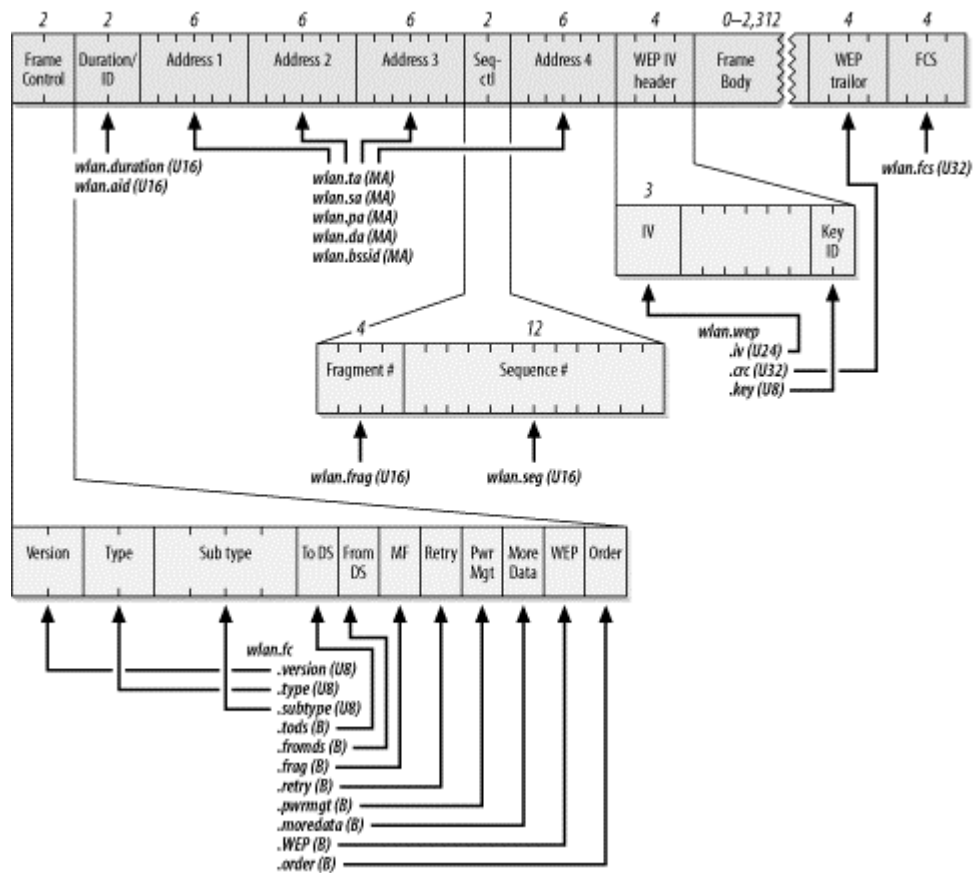 2 2 6 6 6 2 6 4 0–2,312 4 4
Frame Duration/ Address 1 Address 2 Address 3 Seq- Address 4 WEP IV Frame WEP FCS
Control ID ctl header Body trailor
wlan.duration (U16)
wlan.aid (U16)
wlan.ta (MA)
wlan.sa (MA)
wlan.pa (MA)
wlan.da (MA)
wlan.bssid (MA)
wlan.fcs (U32)
3
IV Key
ID
wlan.wep
.iv (U24)
.crc (U32)
.key (U8)
4 12
Fragment # Sequence #
wlan.frag (U16) wlan.seg (U16)
Version Type Sub type To DS From MF Retry Pwr More WEP Order
DS Mgt Data
wlan.fc
.version (U8)
.type (U8)
.subtype (U8)
.tods (B)
.fromds (B)
.frag (B)
.retry (B)
.pwrmgt (B)
.moredata (B)
.WEP (B)
.order (B)